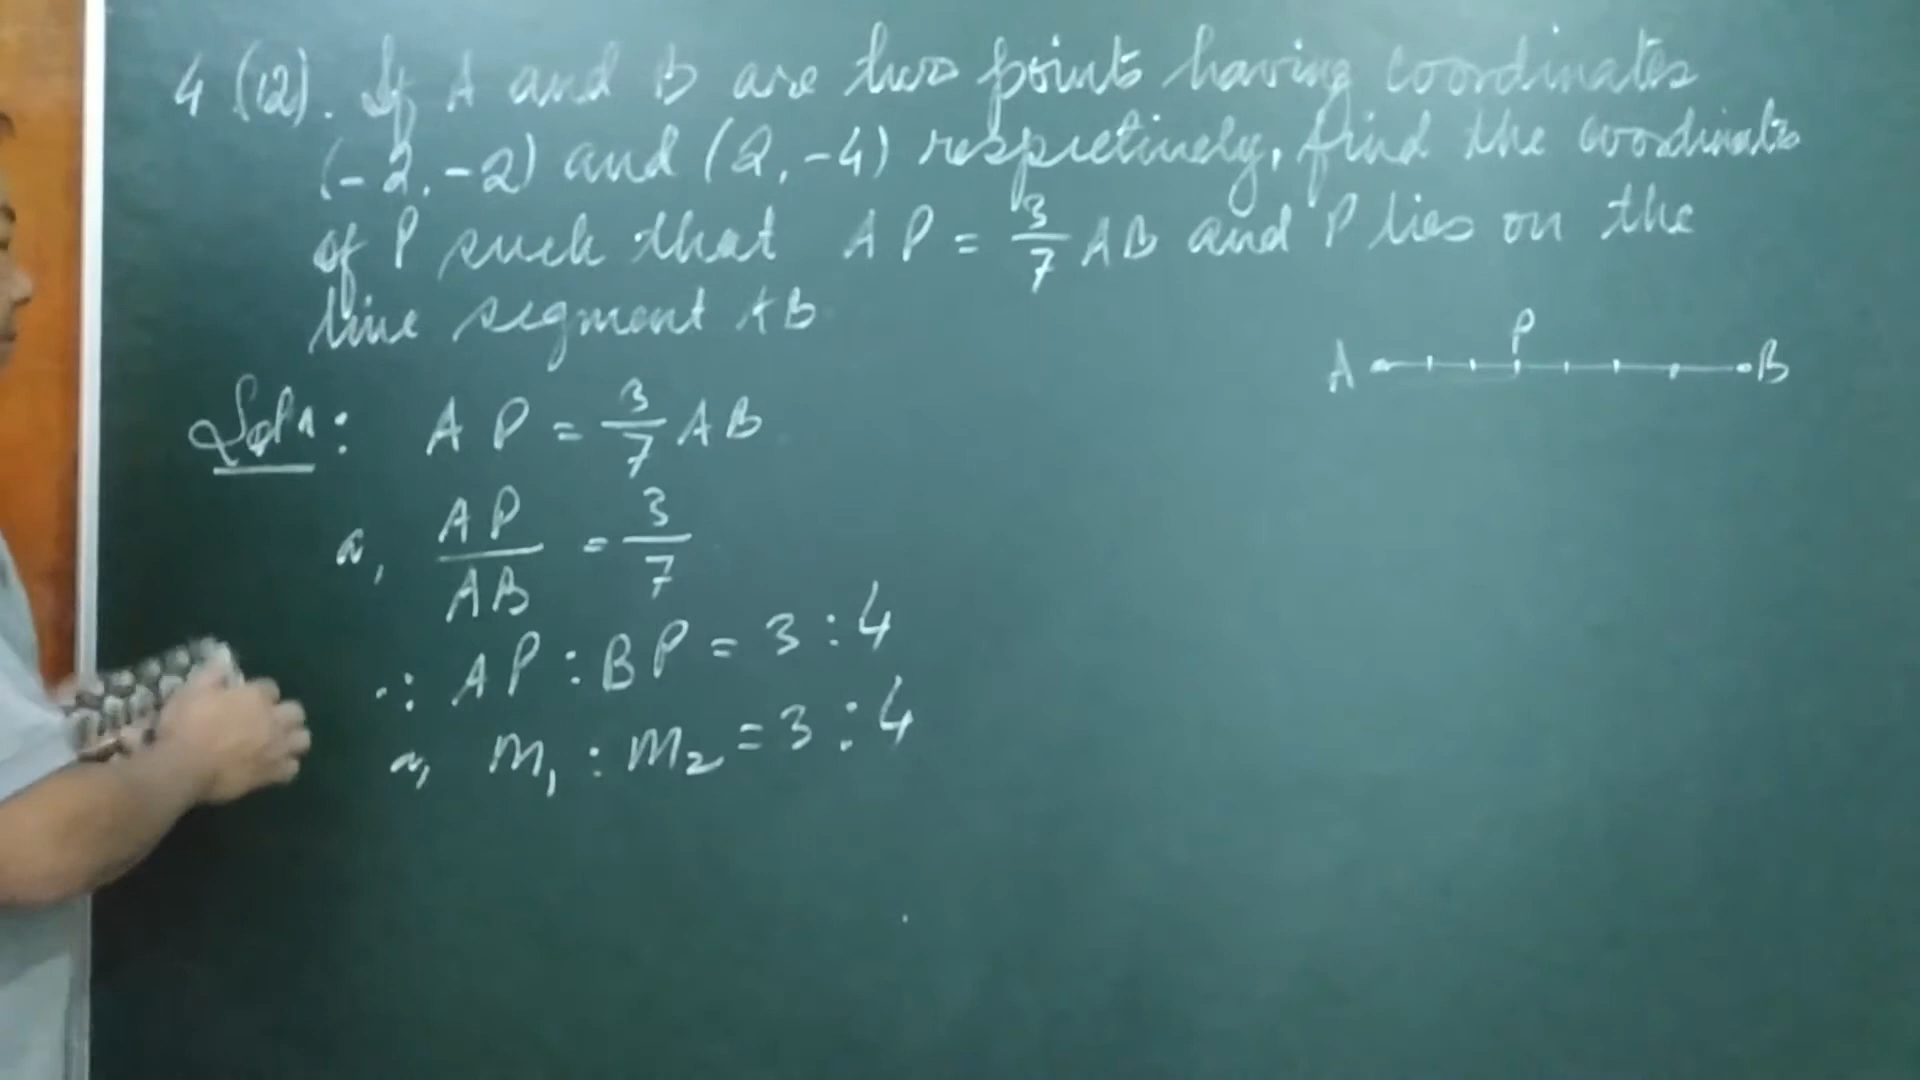 4 (12). If A and B are two points having coordinates
(-2, -2) and (2, -4) respectively, find the coordinates
of P such that AP = 3/7 AB and P lies on the
line segment AB
A P B
Soln: AP = 3/7 AB
a, AP/AB = 3/7
∴ AP : BP = 3 : 4
a, m₁ : m₂ = 3 : 4